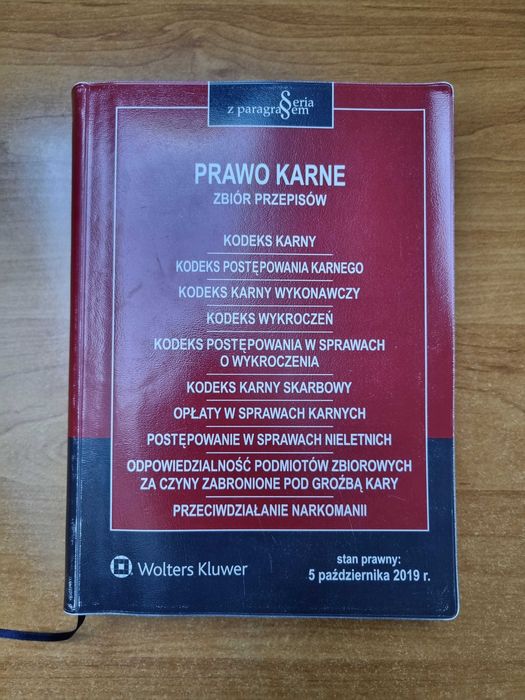 Seria
z paragrafem
PRAWO KARNE
ZBIÓR PRZEPISÓW
KODEKS KARNY
KODEKS POSTĘPOWANIA KARNEGO
KODEKS KARNY WYKONAWCZY
KODEKS WYKROCZEŃ
KODEKS POSTĘPOWANIA W SPRAWACH
O WYKROCZENIA
KODEKS KARNY SKARBOWY
OPŁATY W SPRAWACH KARNYCH
POSTĘPOWANIE W SPRAWACH NIELETNICH
ODPOWIEDZIALNOŚĆ PODMIOTÓW ZBIOROWYCH
ZA CZYNY ZABRONIONE POD GROŹBĄ KARY
PRZECIWDZIAŁANIE NARKOMANII
stan prawny:
5 października 2019 r.
Wolters Kluwer